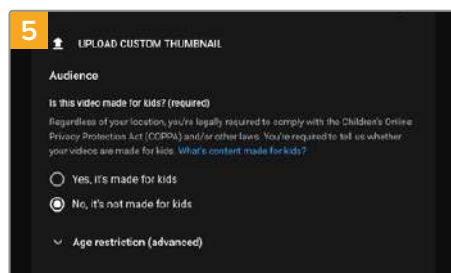 5
UPLOAD CUSTOM THUMBNAIL
Audience
Is this video made for kids? (required)
Regardless of your location, you're legally required to comply with the Children's Online
Privacy Protection Act (COPPA) and/or other laws. You're required to tell us whether
your videos are made for kids. What's content made for kids?
Yes, it's made for kids
No, it's not made for kids
Age restriction (advanced)